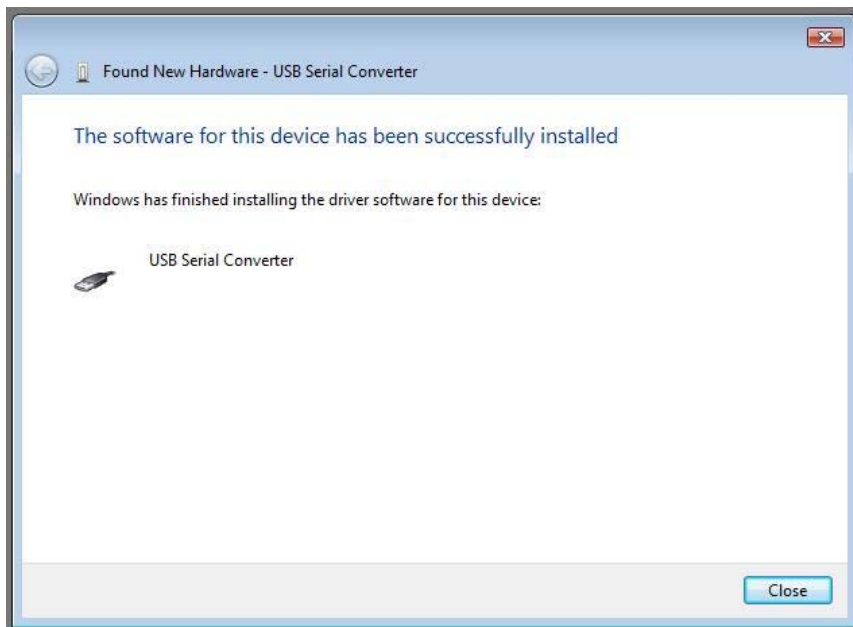 Found New Hardware - USB Serial Converter
The software for this device has been successfully installed
Windows has finished installing the driver software for this device:
USB Serial Converter
Close